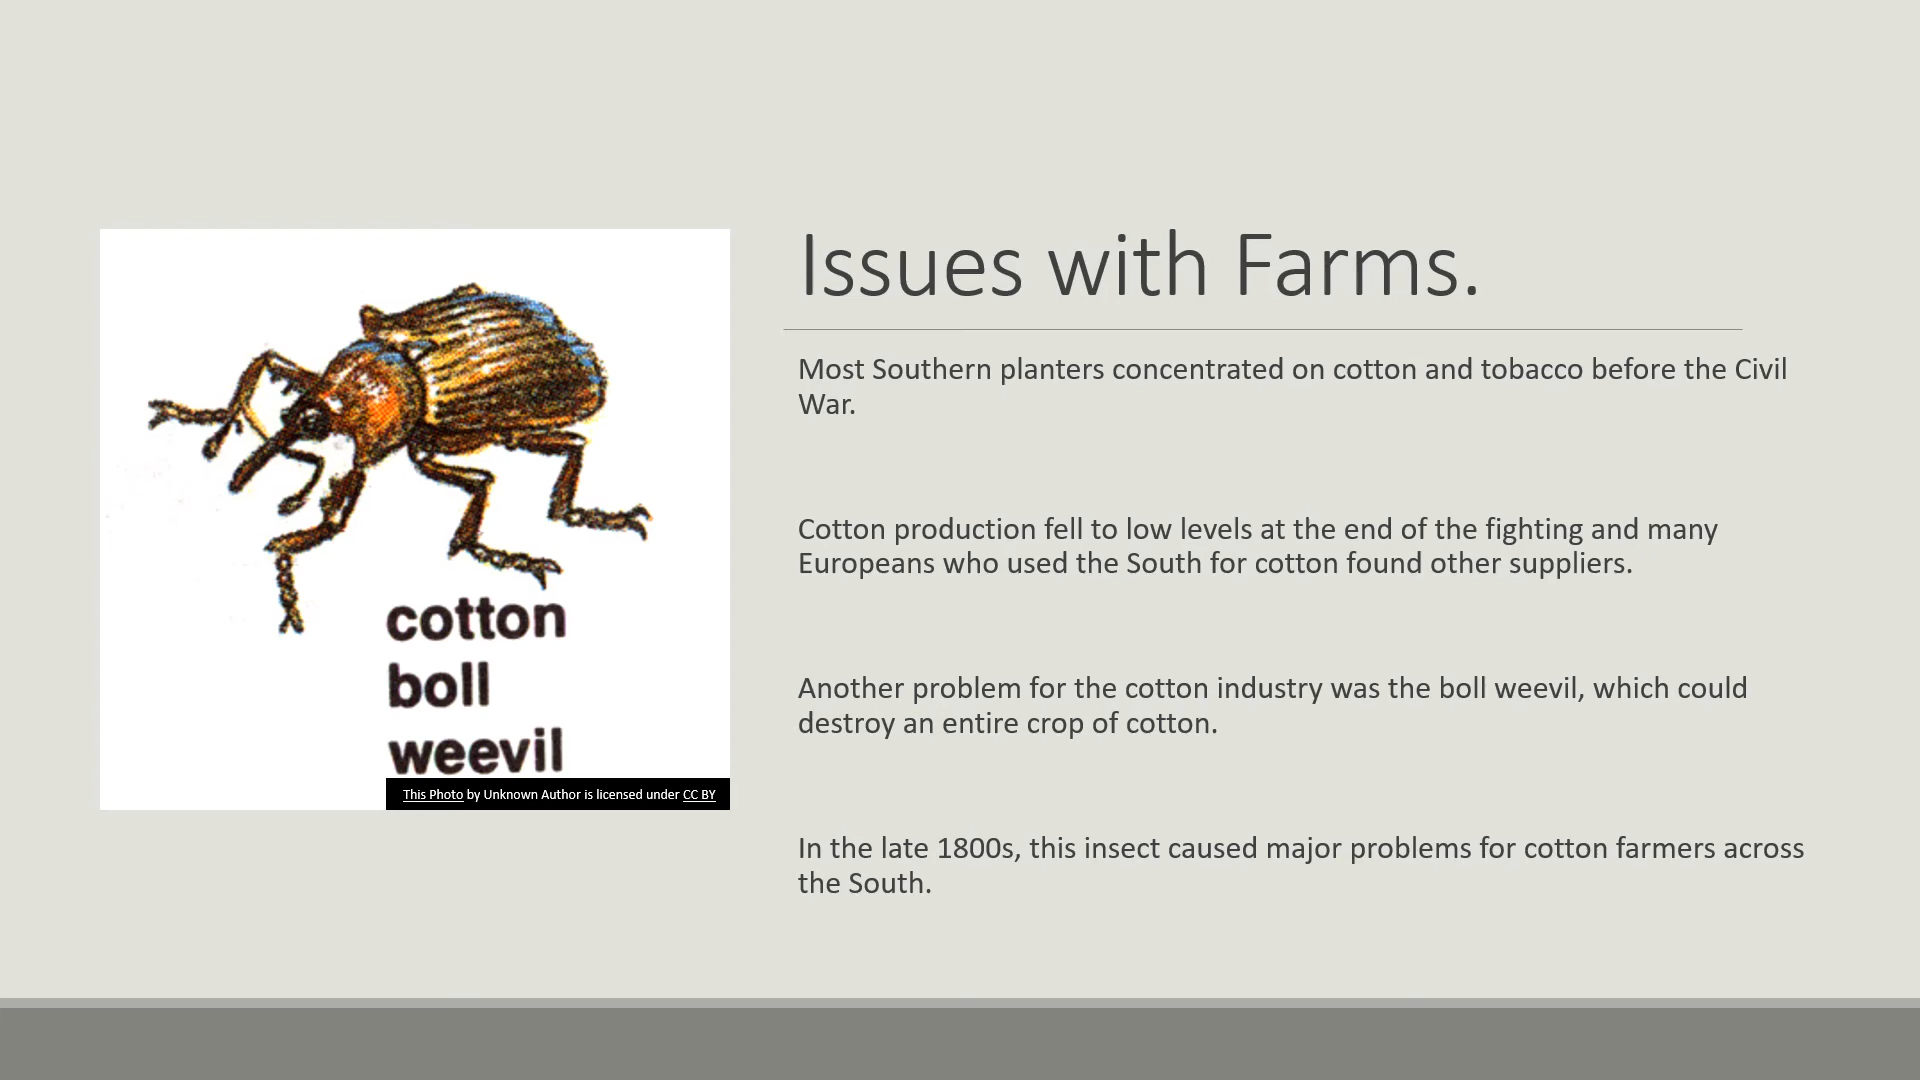 Issues with Farms.
Most Southern planters concentrated on cotton and tobacco before the Civil
War.
Cotton production fell to low levels at the end of the fighting and many
Europeans who used the South for cotton found other suppliers.
Another problem for the cotton industry was the boll weevil, which could
destroy an entire crop of cotton.
In the late 1800s, this insect caused major problems for cotton farmers across
the South.
cotton
boll
weevil
This Photo by Unknown Author is licensed under CC BY